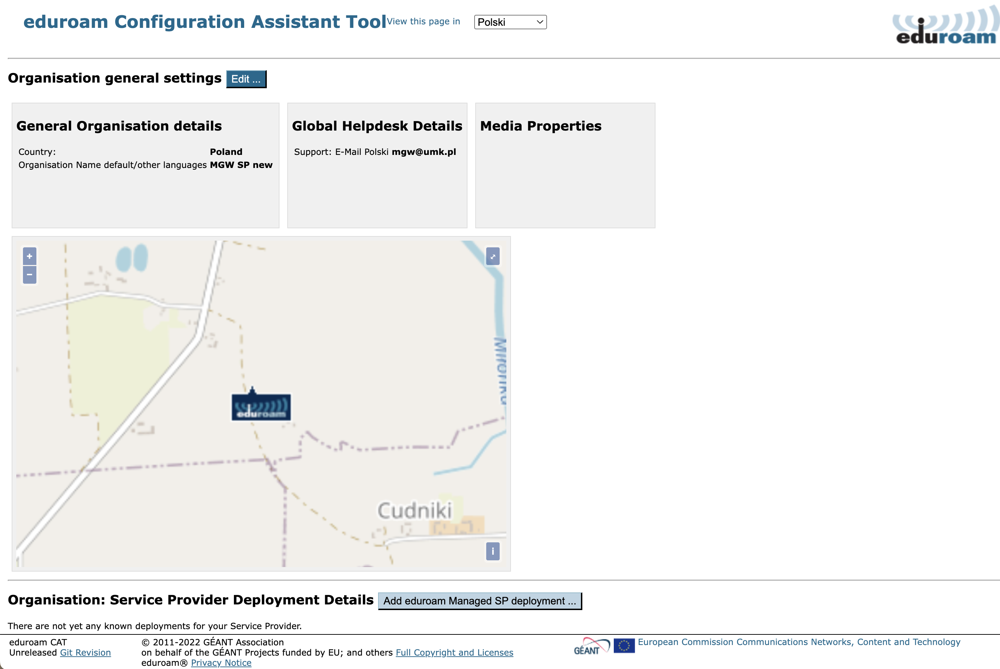 eduroam Configuration Assistant Tool View this page in Polski
eduroam
Organisation general settings Edit ...
General Organisation details
Country: Poland
Organisation Name default/other languages MGW SP new
Global Helpdesk Details
Support: E-Mail Polski mgw@umk.pl
Media Properties
+
−
eduroam
Cudniki
i
Organisation: Service Provider Deployment Details Add eduroam Managed SP deployment ...
There are not yet any known deployments for your Service Provider.
eduroam CAT
Unreleased Git Revision
© 2011-2022 GÉANT Association
on behalf of the GÉANT Projects funded by EU; and others Full Copyright and Licenses
eduroam® Privacy Notice
GÉANT
European Commission Communications Networks, Content and Technology